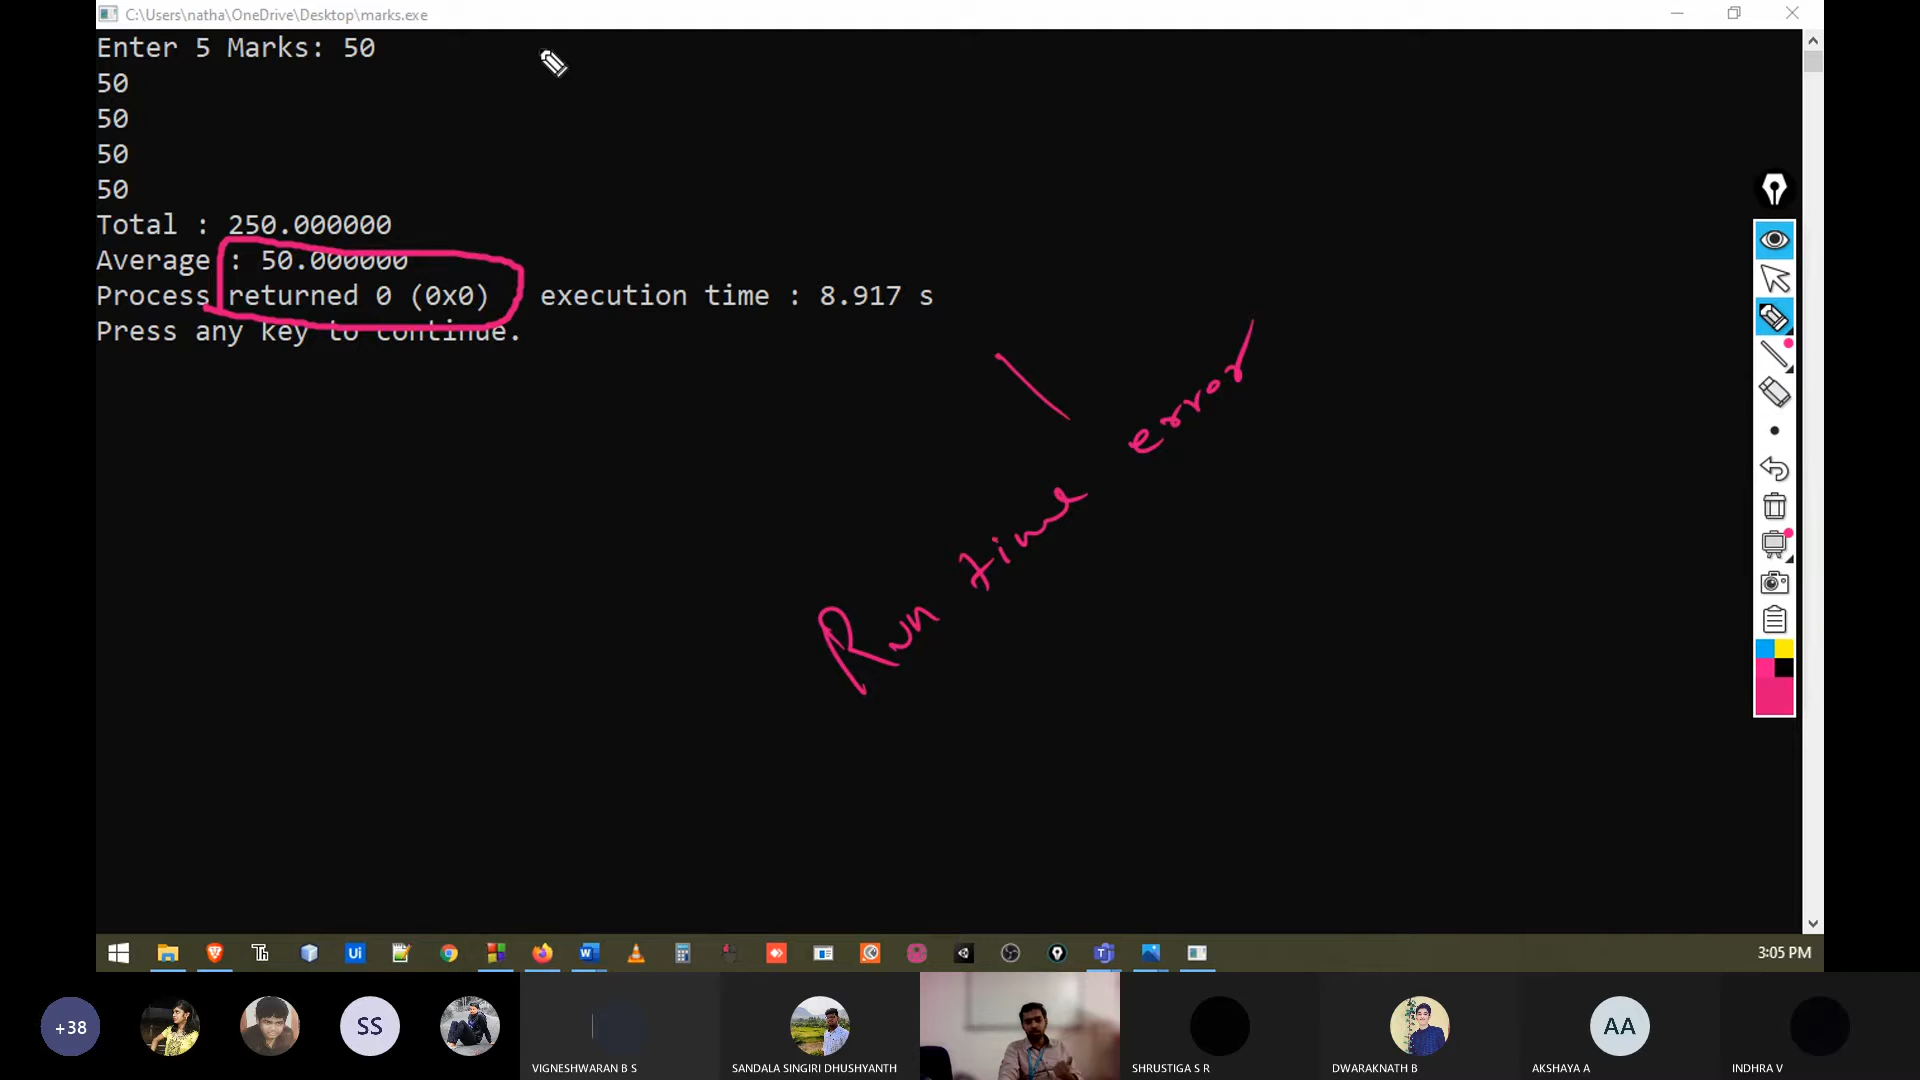 C:\Users\natha\OneDrive\Desktop\marks.exe
Enter 5 Marks: 50
50
50
50
50
Total : 250.000000
Average : 50.000000
Process returned 0 (0x0)   execution time : 8.917 s
Press any key to continue.
Run time error
Ui
3:05 PM
+38
SS
AA
VIGNESHWARAN B S
SANDALA SINGIRI DHUSHYANTH
SHRUSTIGA S R
DWARAKNATH B
AKSHAYA A
INDHRA V